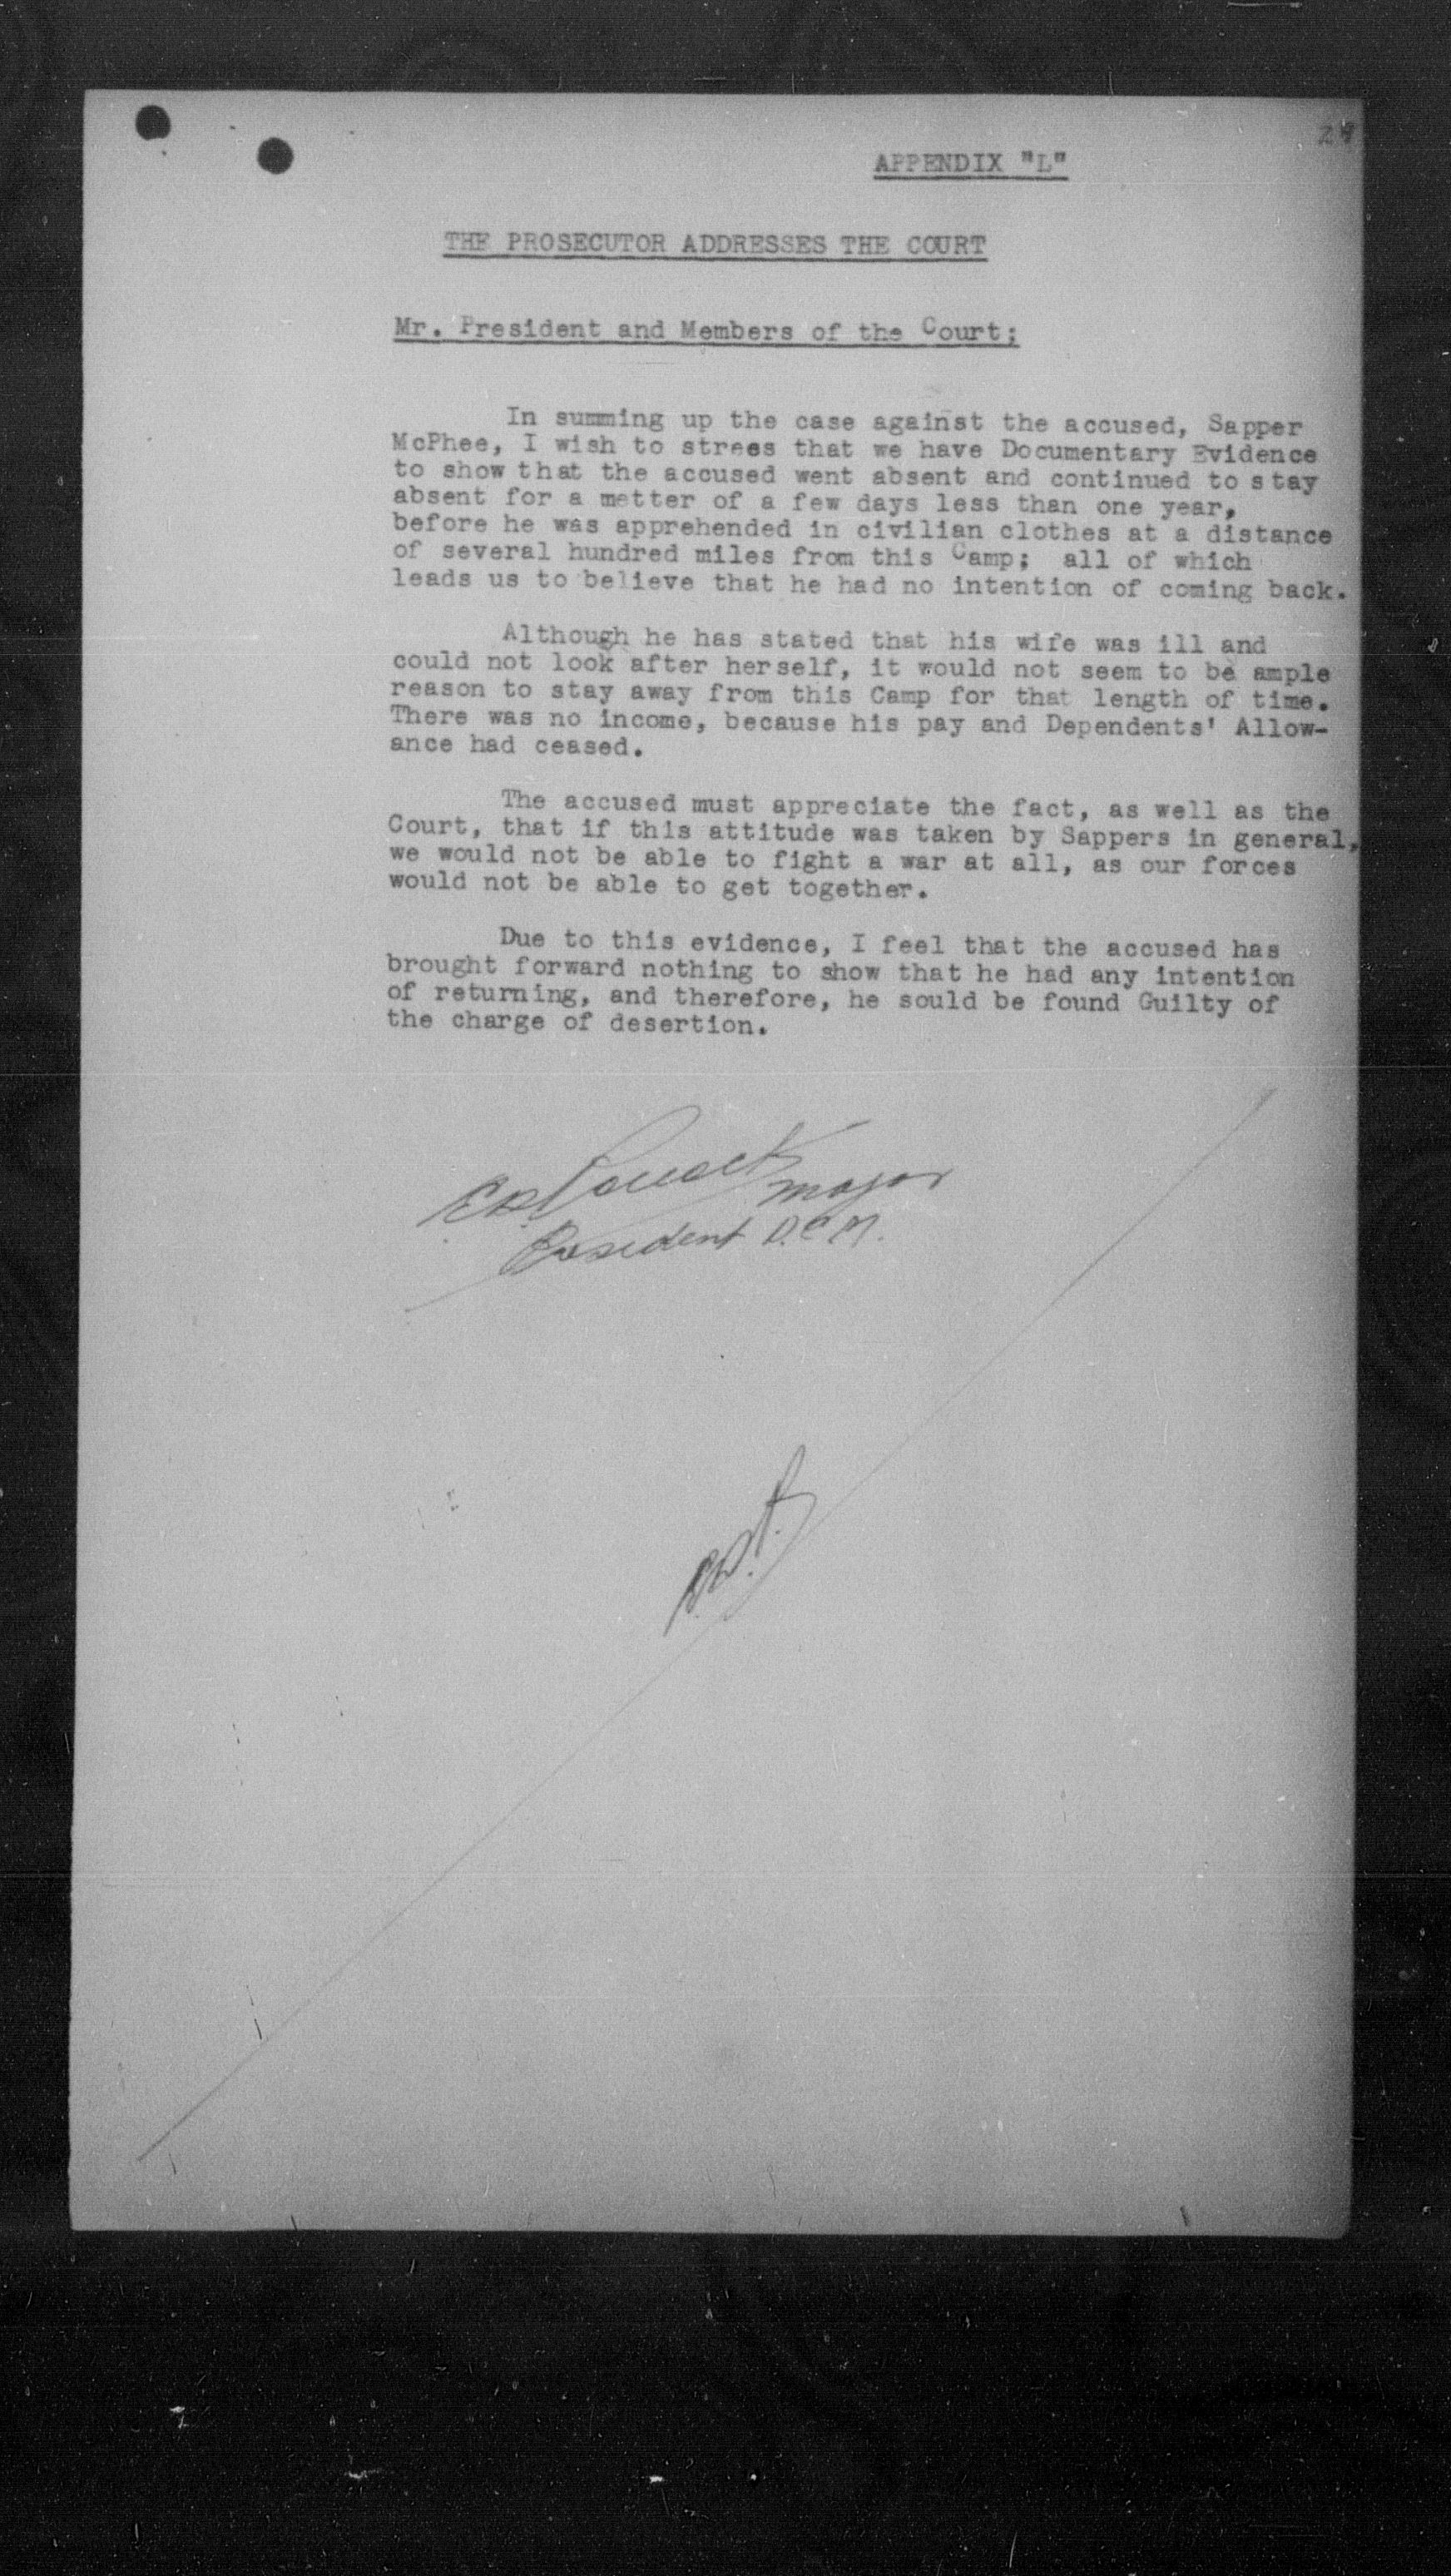 APPENDIX "L"
THE PROSECUTOR ADDRESSES THE COURT
Mr. President and Members of the Court;
In summing up the case against the accused, Sapper
McPhee, I wish to strees that we have Documentary Evidence
to show that the accused went absent and continued to stay
absent for a metter of a few days less than one year,
before he was apprehended in civilian clothes at a distance
of several hundred miles from this Camp; all of which
leads us to believe that he had no intention of coming back.
Although he has stated that his wife was ill and
could not look after herself, it would not seem to be ample
reason to stay away from this Camp for that length of time.
There was no income, because his pay and Dependents' Allow-
ance had ceased.
The accused must appreciate the fact, as well as the
Court, that if this attitude was taken by Sappers in general,
we would not be able to fight a war at all, as our forces
would not be able to get together.
Due to this evidence, I feel that the accused has
brought forward nothing to show that he had any intention
of returning, and therefore, he sould be found Guilty of
the charge of desertion.
Major
President D.C.M.